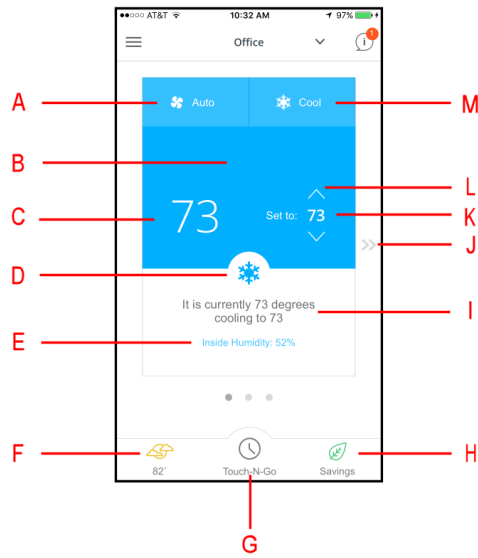 AT&T 10:32 AM 97%
Office 1
A Auto Cool M
B
L
C 73 Set to: 73 K
J
D
It is currently 73 degrees I
cooling to 73
E Inside Humidity: 52%
F H
82° Touch-N-Go Savings
G